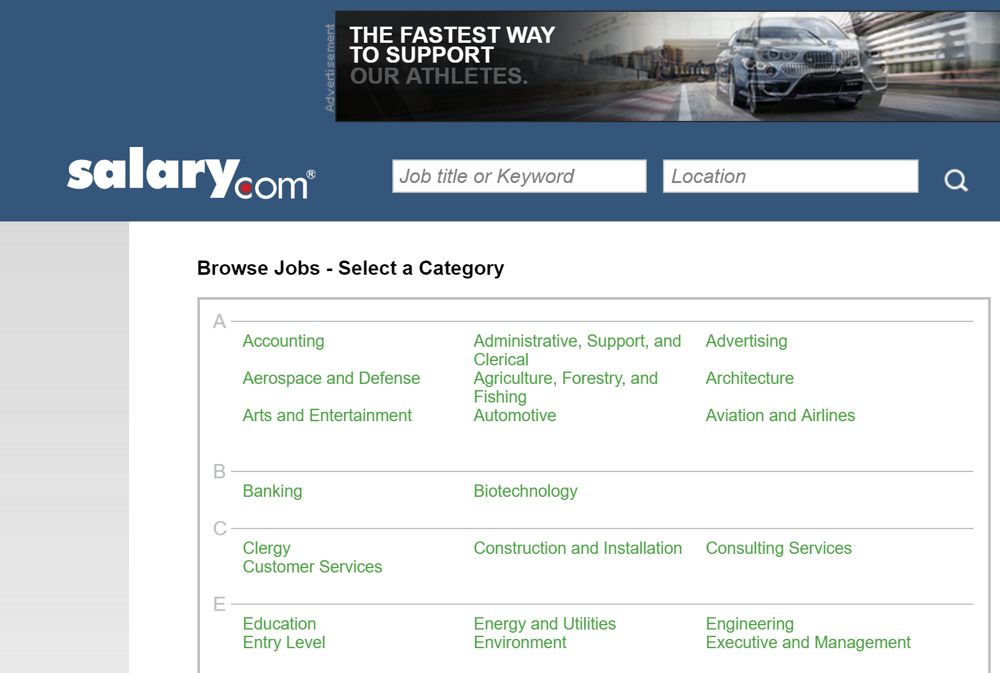 Advertisement
THE FASTEST WAY
TO SUPPORT
OUR ATHLETES.
salary.com®
Job title or Keyword
Location
Browse Jobs - Select a Category
A
Accounting
Administrative, Support, and
Clerical
Advertising
Aerospace and Defense
Agriculture, Forestry, and
Fishing
Architecture
Arts and Entertainment
Automotive
Aviation and Airlines
B
Banking
Biotechnology
C
Clergy
Construction and Installation
Consulting Services
Customer Services
E
Education
Energy and Utilities
Engineering
Entry Level
Environment
Executive and Management